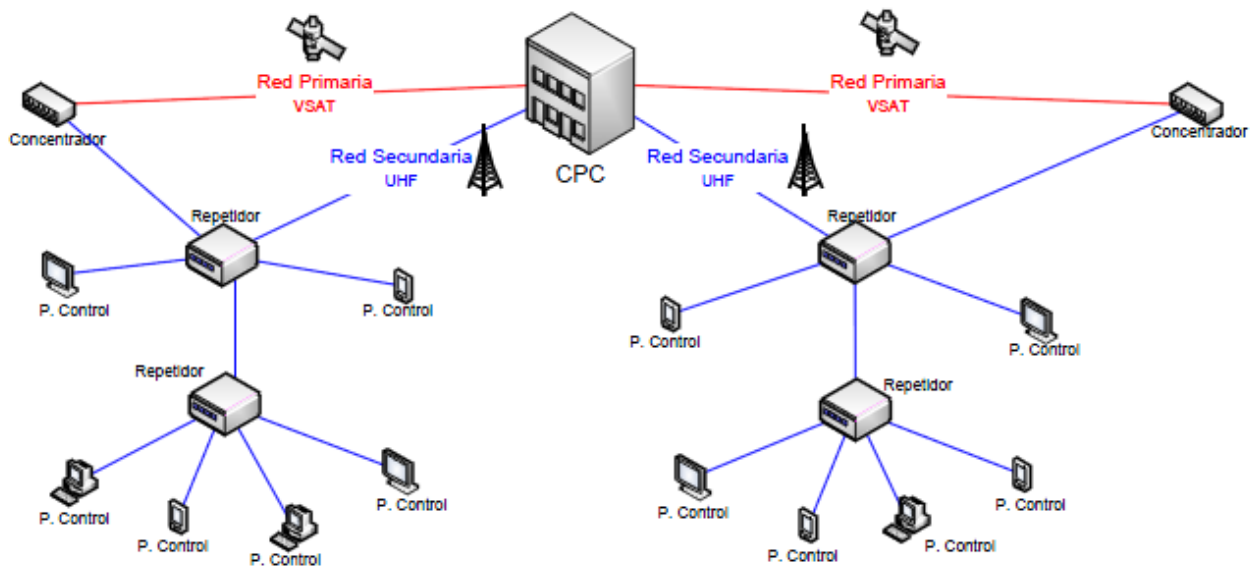 Red Primaria
VSAT
Red Primaria
VSAT
Concentrador
Concentrador
Red Secundaria
UHF
CPC
Red Secundaria
UHF
Repetidor
Repetidor
P. Control
P. Control
P. Control
P. Control
Repetidor
Repetidor
P. Control
P. Control
P. Control
P. Control
P. Control
P. Control
P. Control
P. Control